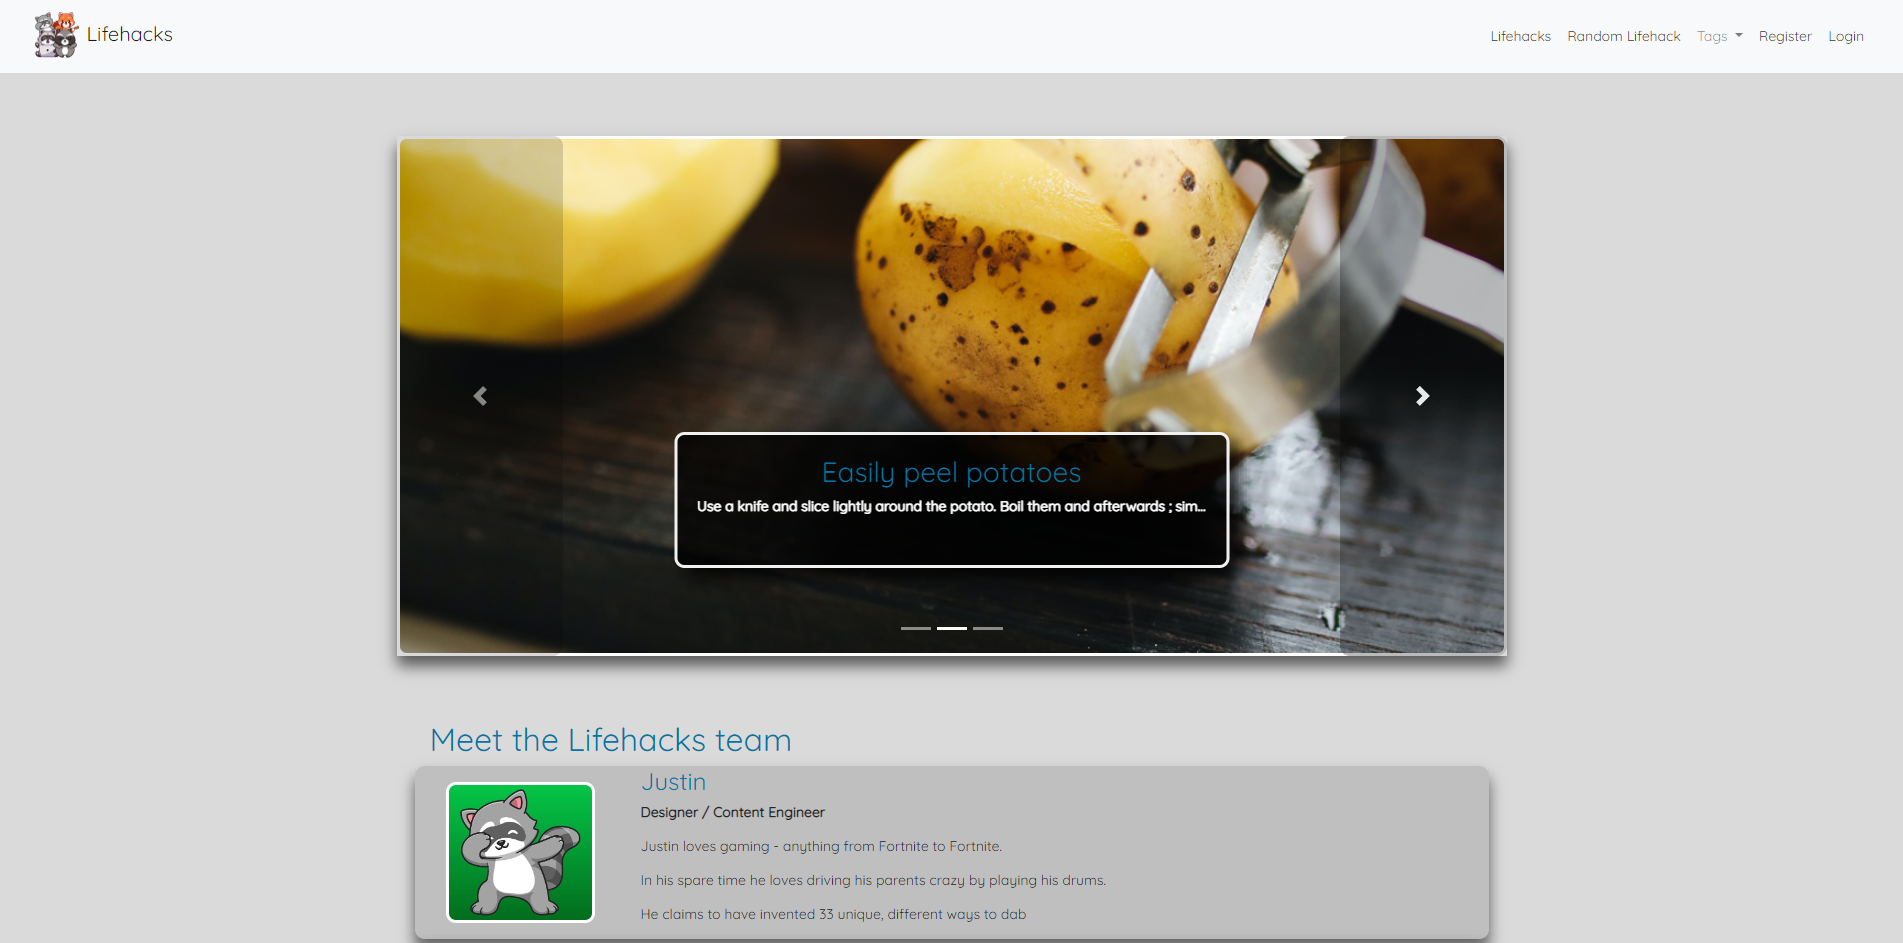 Lifehacks
Lifehacks Random Lifehack Tags Register Login
Easily peel potatoes
Use a knife and slice lightly around the potato. Boil them and afterwards ; sim...
Meet the Lifehacks team
Justin
Designer / Content Engineer
Justin loves gaming - anything from Fortnite to Fortnite.
In his spare time he loves driving his parents crazy by playing his drums.
He claims to have invented 33 unique, different ways to dab